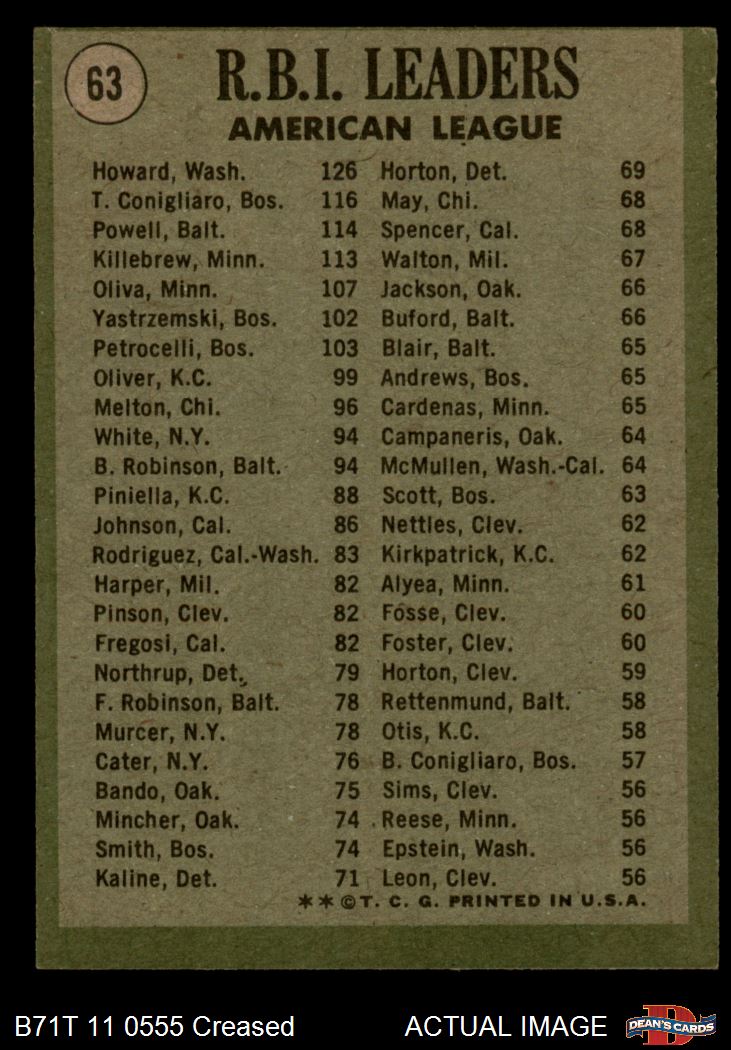 63
R.B.I. LEADERS
AMERICAN LEAGUE
Howard, Wash. 126
T. Conigliaro, Bos. 116
Powell, Balt. 114
Killebrew, Minn. 113
Oliva, Minn. 107
Yastrzemski, Bos. 102
Petrocelli, Bos. 103
Oliver, K.C. 99
Melton, Chi. 96
White, N.Y. 94
B. Robinson, Balt. 94
Piniella, K.C. 88
Johnson, Cal. 86
Rodriguez, Cal.-Wash. 83
Harper, Mil. 82
Pinson, Clev. 82
Fregosi, Cal. 82
Northrup, Det. 79
F. Robinson, Balt. 78
Murcer, N.Y. 78
Cater, N.Y. 76
Bando, Oak. 75
Mincher, Oak. 74
Smith, Bos. 74
Kaline, Det. 71
Horton, Det. 69
May, Chi. 68
Spencer, Cal. 68
Walton, Mil. 67
Jackson, Oak. 66
Buford, Balt. 66
Blair, Balt. 65
Andrews, Bos. 65
Cardenas, Minn. 65
Campaneris, Oak. 64
McMullen, Wash.-Cal. 64
Scott, Bos. 63
Nettles, Clev. 62
Kirkpatrick, K.C. 62
Alyea, Minn. 61
Fosse, Clev. 60
Foster, Clev. 60
Horton, Clev. 59
Rettenmund, Balt. 58
Otis, K.C. 58
B. Conigliaro, Bos. 57
Sims, Clev. 56
Reese, Minn. 56
Epstein, Wash. 56
Leon, Clev. 56
**©T. C. G. PRINTED IN U.S.A.
B71T 11 0555 Creased
ACTUAL IMAGE
D
DEAN'S CARDS